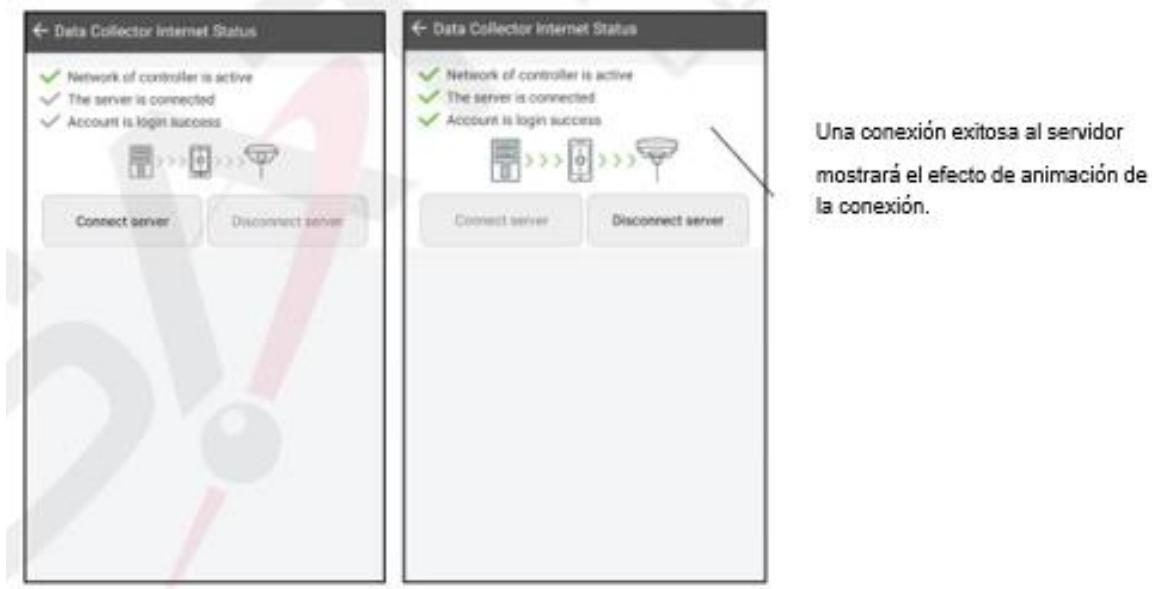 ← Data Collector Internet Status
Network of controller is active
The server is connected
Account is login success
Connect server
Disconnect server
← Data Collector Internet Status
Network of controller is active
The server is connected
Account is login success
Connect server
Disconnect server
Una conexión exitosa al servidor
mostrará el efecto de animación de
la conexión.